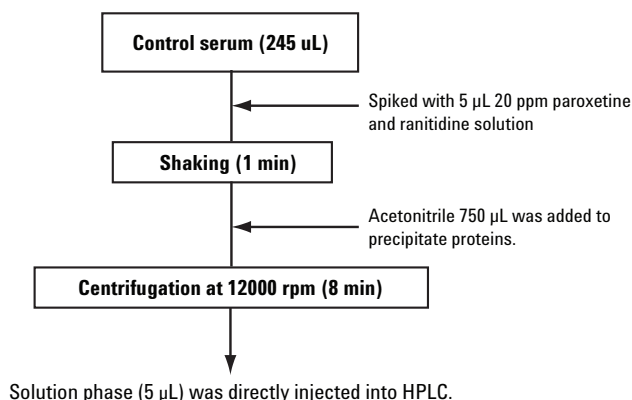 Control serum (245 uL)
Spiked with 5 µL 20 ppm paroxetine
and ranitidine solution
Shaking (1 min)
Acetonitrile 750 µL was added to
precipitate proteins.
Centrifugation at 12000 rpm (8 min)
Solution phase (5 µL) was directly injected into HPLC.